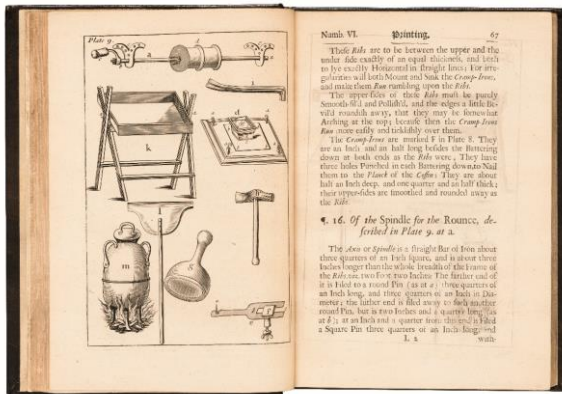 Plate 9.
a
k
d
m
g
Numb. VI. Printing. 67
These Ribs are to be between the upper and the
under side exactly of an equal thickness, and both
to lye exactly Horizontal in straight lines; For irre-
gularities will both Mount and Sink the Cramp-Irons,
and make them Run rumbling upon the Ribs.
The upper-sides of these Ribs must be purely
Smooth-fil'd and Pollish'd, and the edges a little Be-
vil'd roundish away, that they may be somewhat
Arching at the top; because then the Cramp-Irons
Run more easily and ticklishly over them.
The Cramp-Irons are marked F in Plate 8. They
are an Inch and an half long besides the Battering
down at both ends as the Ribs were; They have
three holes Punched in each Battering down, to Nail
them to the Planck of the Coffin: They are about
half an Inch deep, and one quarter and an half thick;
their upper-sides are smoothed and rounded away as
the Ribs.
¶. 16. Of the Spindle for the Rounce, de-
scribed in Plate 9. at a.
The Axis or Spindle is a straight Bar of Iron about
three quarters of an Inch square, and is about three
Inches longer than the whole breadth of the Frame of
the Ribs, viz. two foot two Inches: The farther end of
it is filed to a round Pin (as at a) three quarters of
an Inch long, and three quarters of an Inch in Dia-
meter; the hither end is filed away to such another
round Pin, but is two Inches and a quarter long (as
at b); at an Inch and a quarter from this end is filed
a Square Pin three quarters of an Inch long, and
L 2 with-